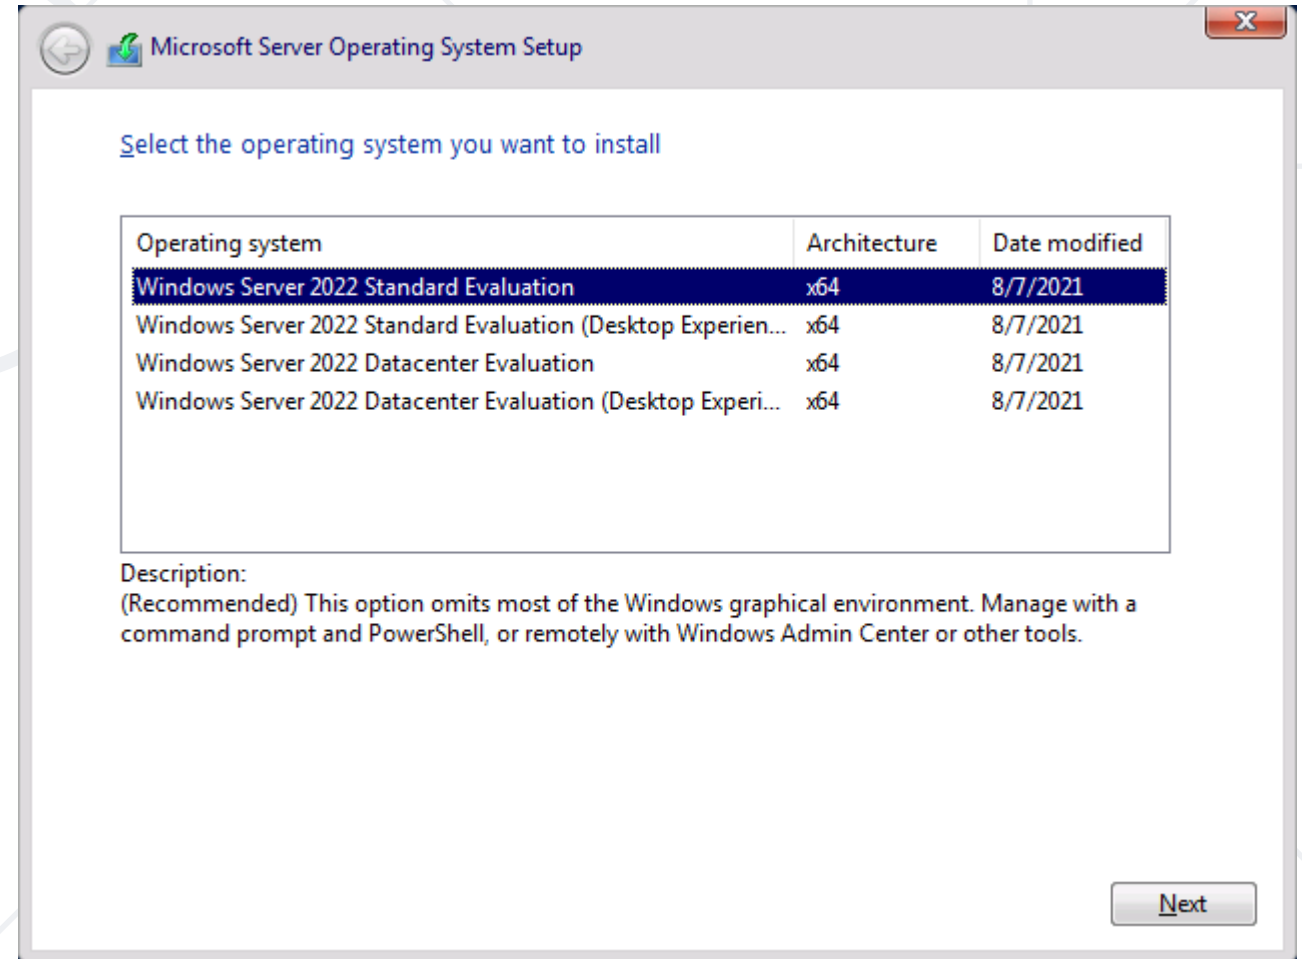 Microsoft Server Operating System Setup
Select the operating system you want to install
Operating system Architecture Date modified
Windows Server 2022 Standard Evaluation x64 8/7/2021
Windows Server 2022 Standard Evaluation (Desktop Experien... x64 8/7/2021
Windows Server 2022 Datacenter Evaluation x64 8/7/2021
Windows Server 2022 Datacenter Evaluation (Desktop Experi... x64 8/7/2021
Description:
(Recommended) This option omits most of the Windows graphical environment. Manage with a
command prompt and PowerShell, or remotely with Windows Admin Center or other tools.
Next